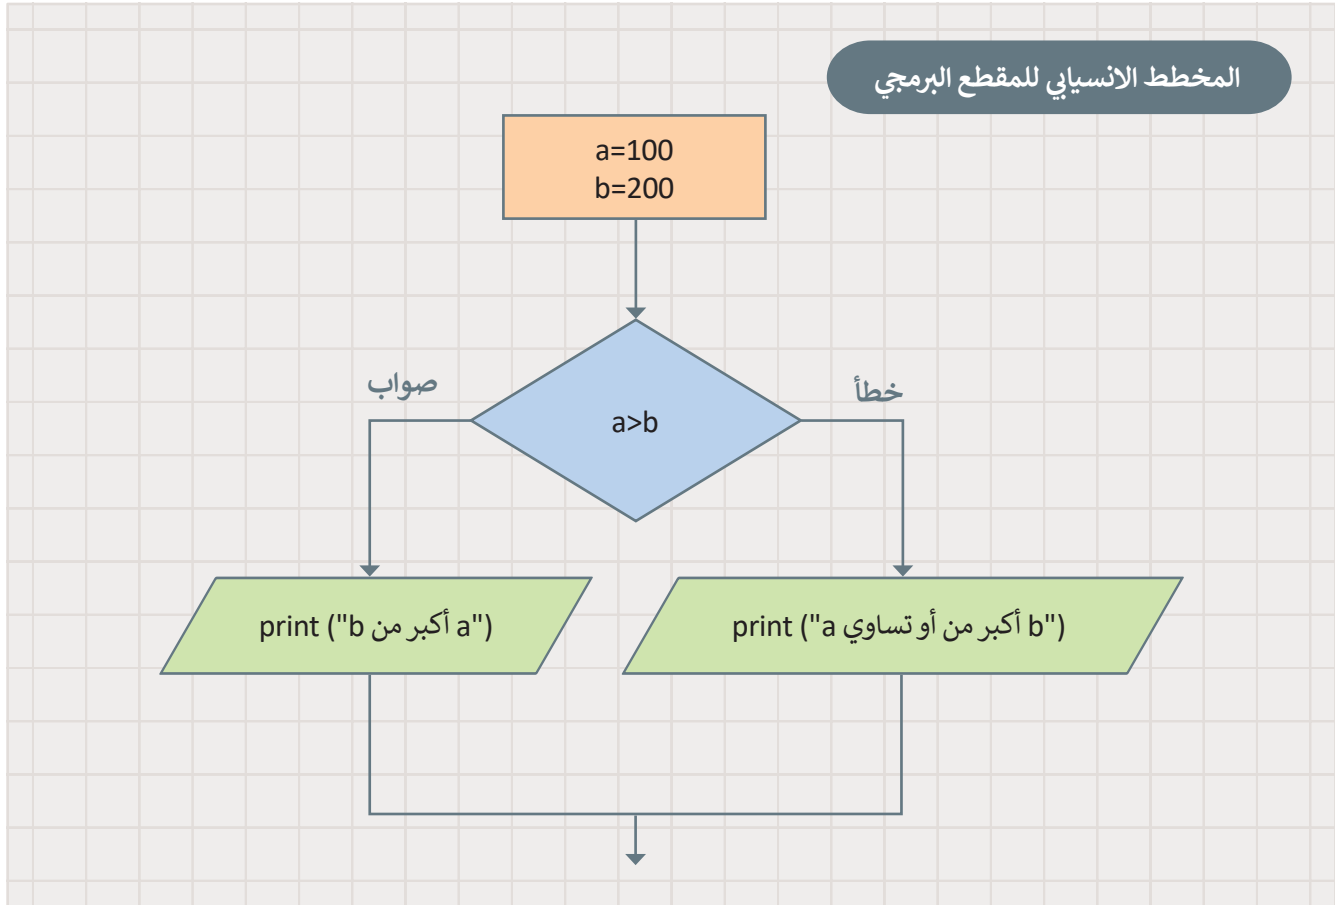 المخطط الانسيابي للمقطع البرمجي
a=100
b=200
a>b
صواب
خطأ
print ("a أكبر من b")
print ("b أكبر من أو تساوي a")